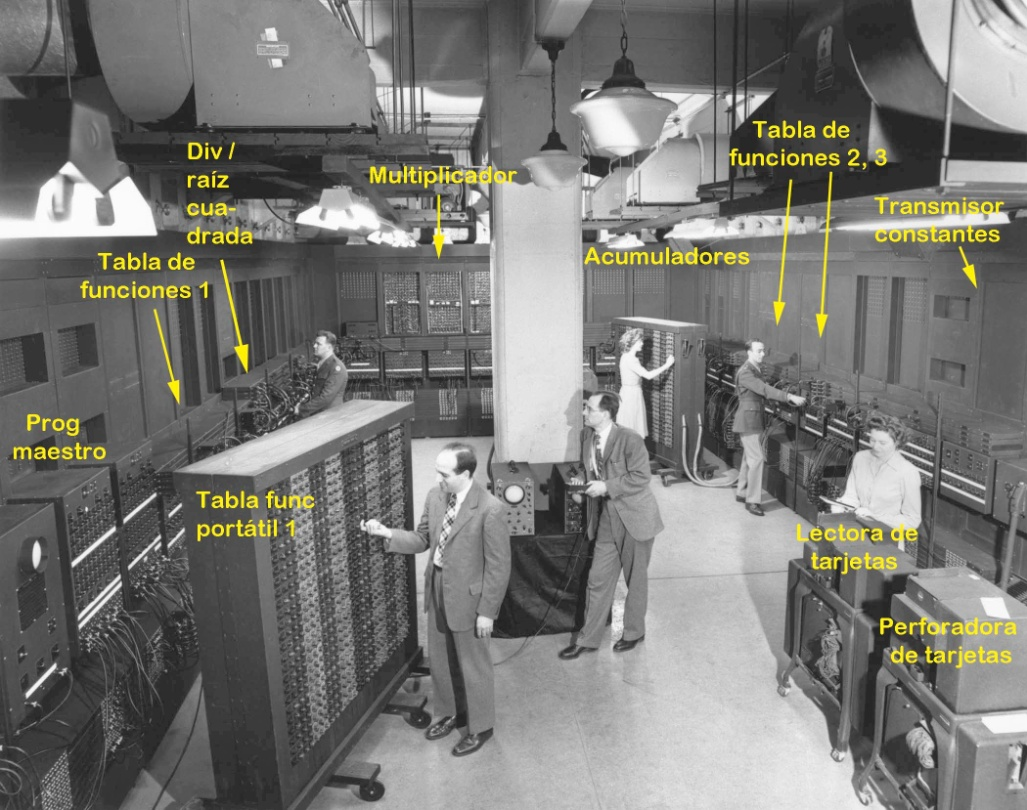 Div /
raíz
cua-
drada
Tabla de
funciones 1
Multiplicador
Acumuladores
Tabla de
funciones 2, 3
Transmisor
constantes
Prog
maestro
Tabla func
portátil 1
Lectora de
tarjetas
Perforadora
de tarjetas